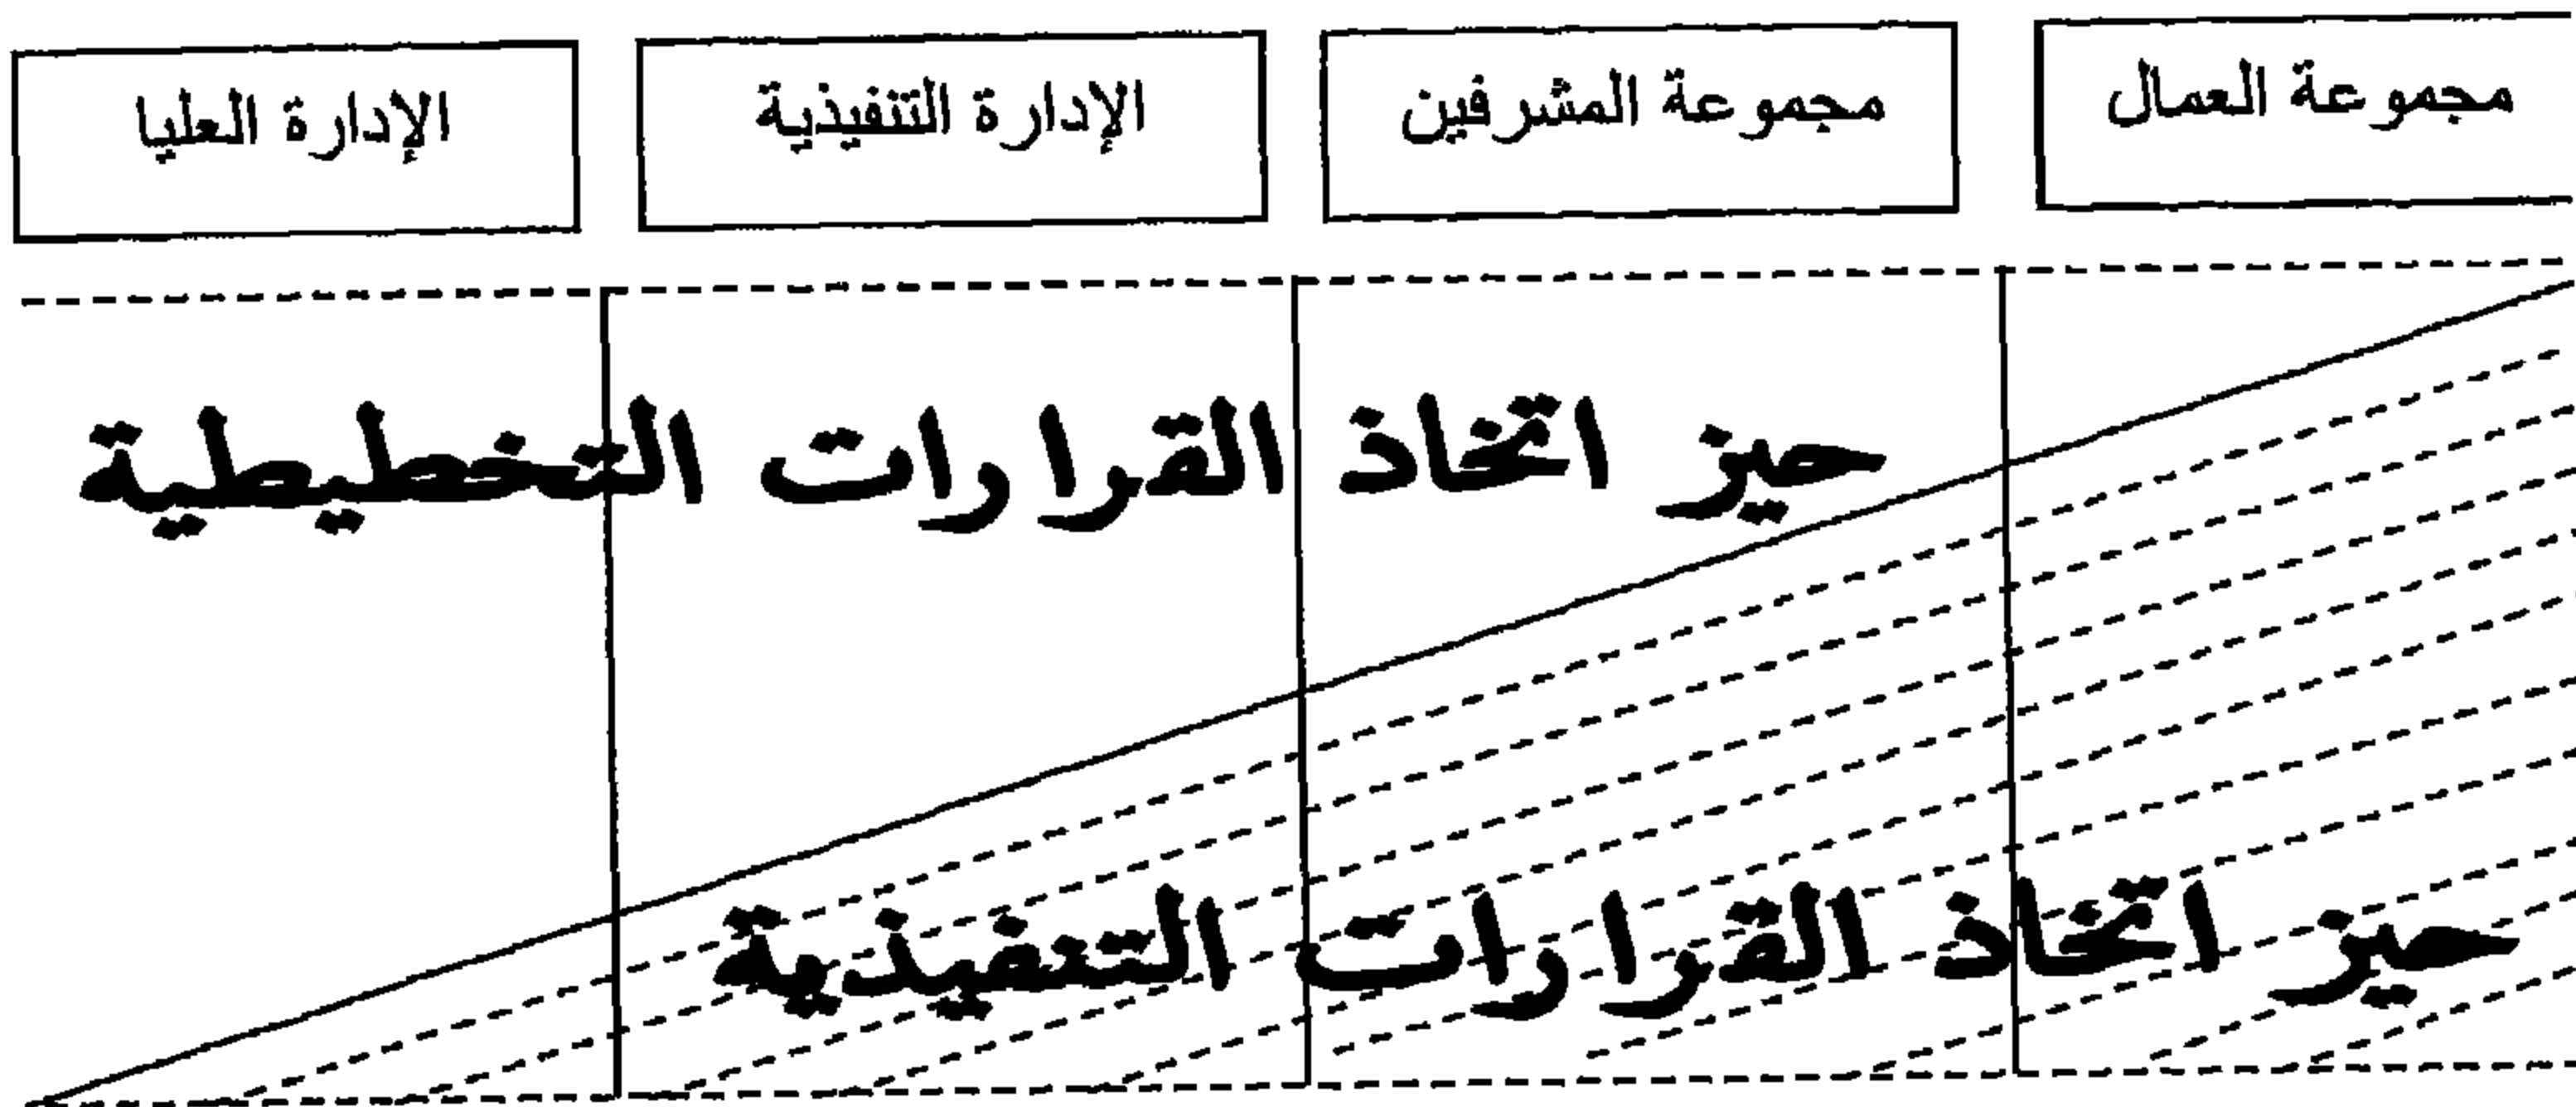 مجموعة العمال
مجموعة المشرفين
الإدارة التنفيذية
الإدارة العليا
حيز اتخاذ القرارات التخطيطية
حيز اتخاذ القرارات التنفيذية